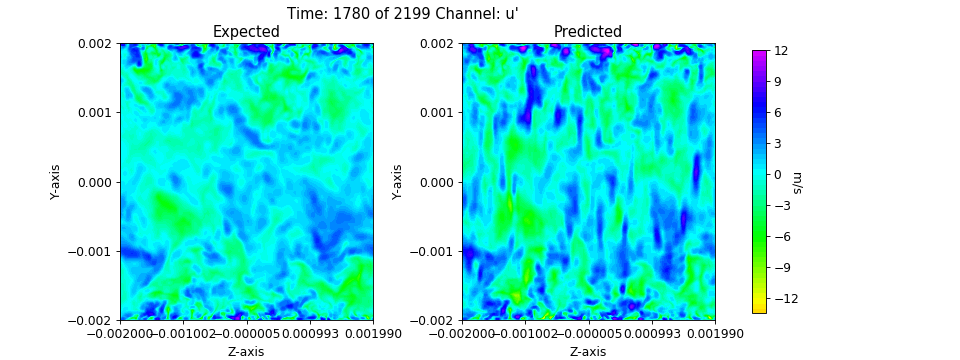 Time: 1780 of 2199 Channel: u'
Expected
Predicted
0.002
0.001
0.000
−0.001
−0.002
Y-axis
−0.002000 −0.001002 −0.000005 0.000993 0.001990
Z-axis
0.002
0.001
0.000
−0.001
−0.002
Y-axis
−0.002000 −0.001002 −0.000005 0.000993 0.001990
Z-axis
12
9
6
3
0
−3
−6
−9
−12
m/s